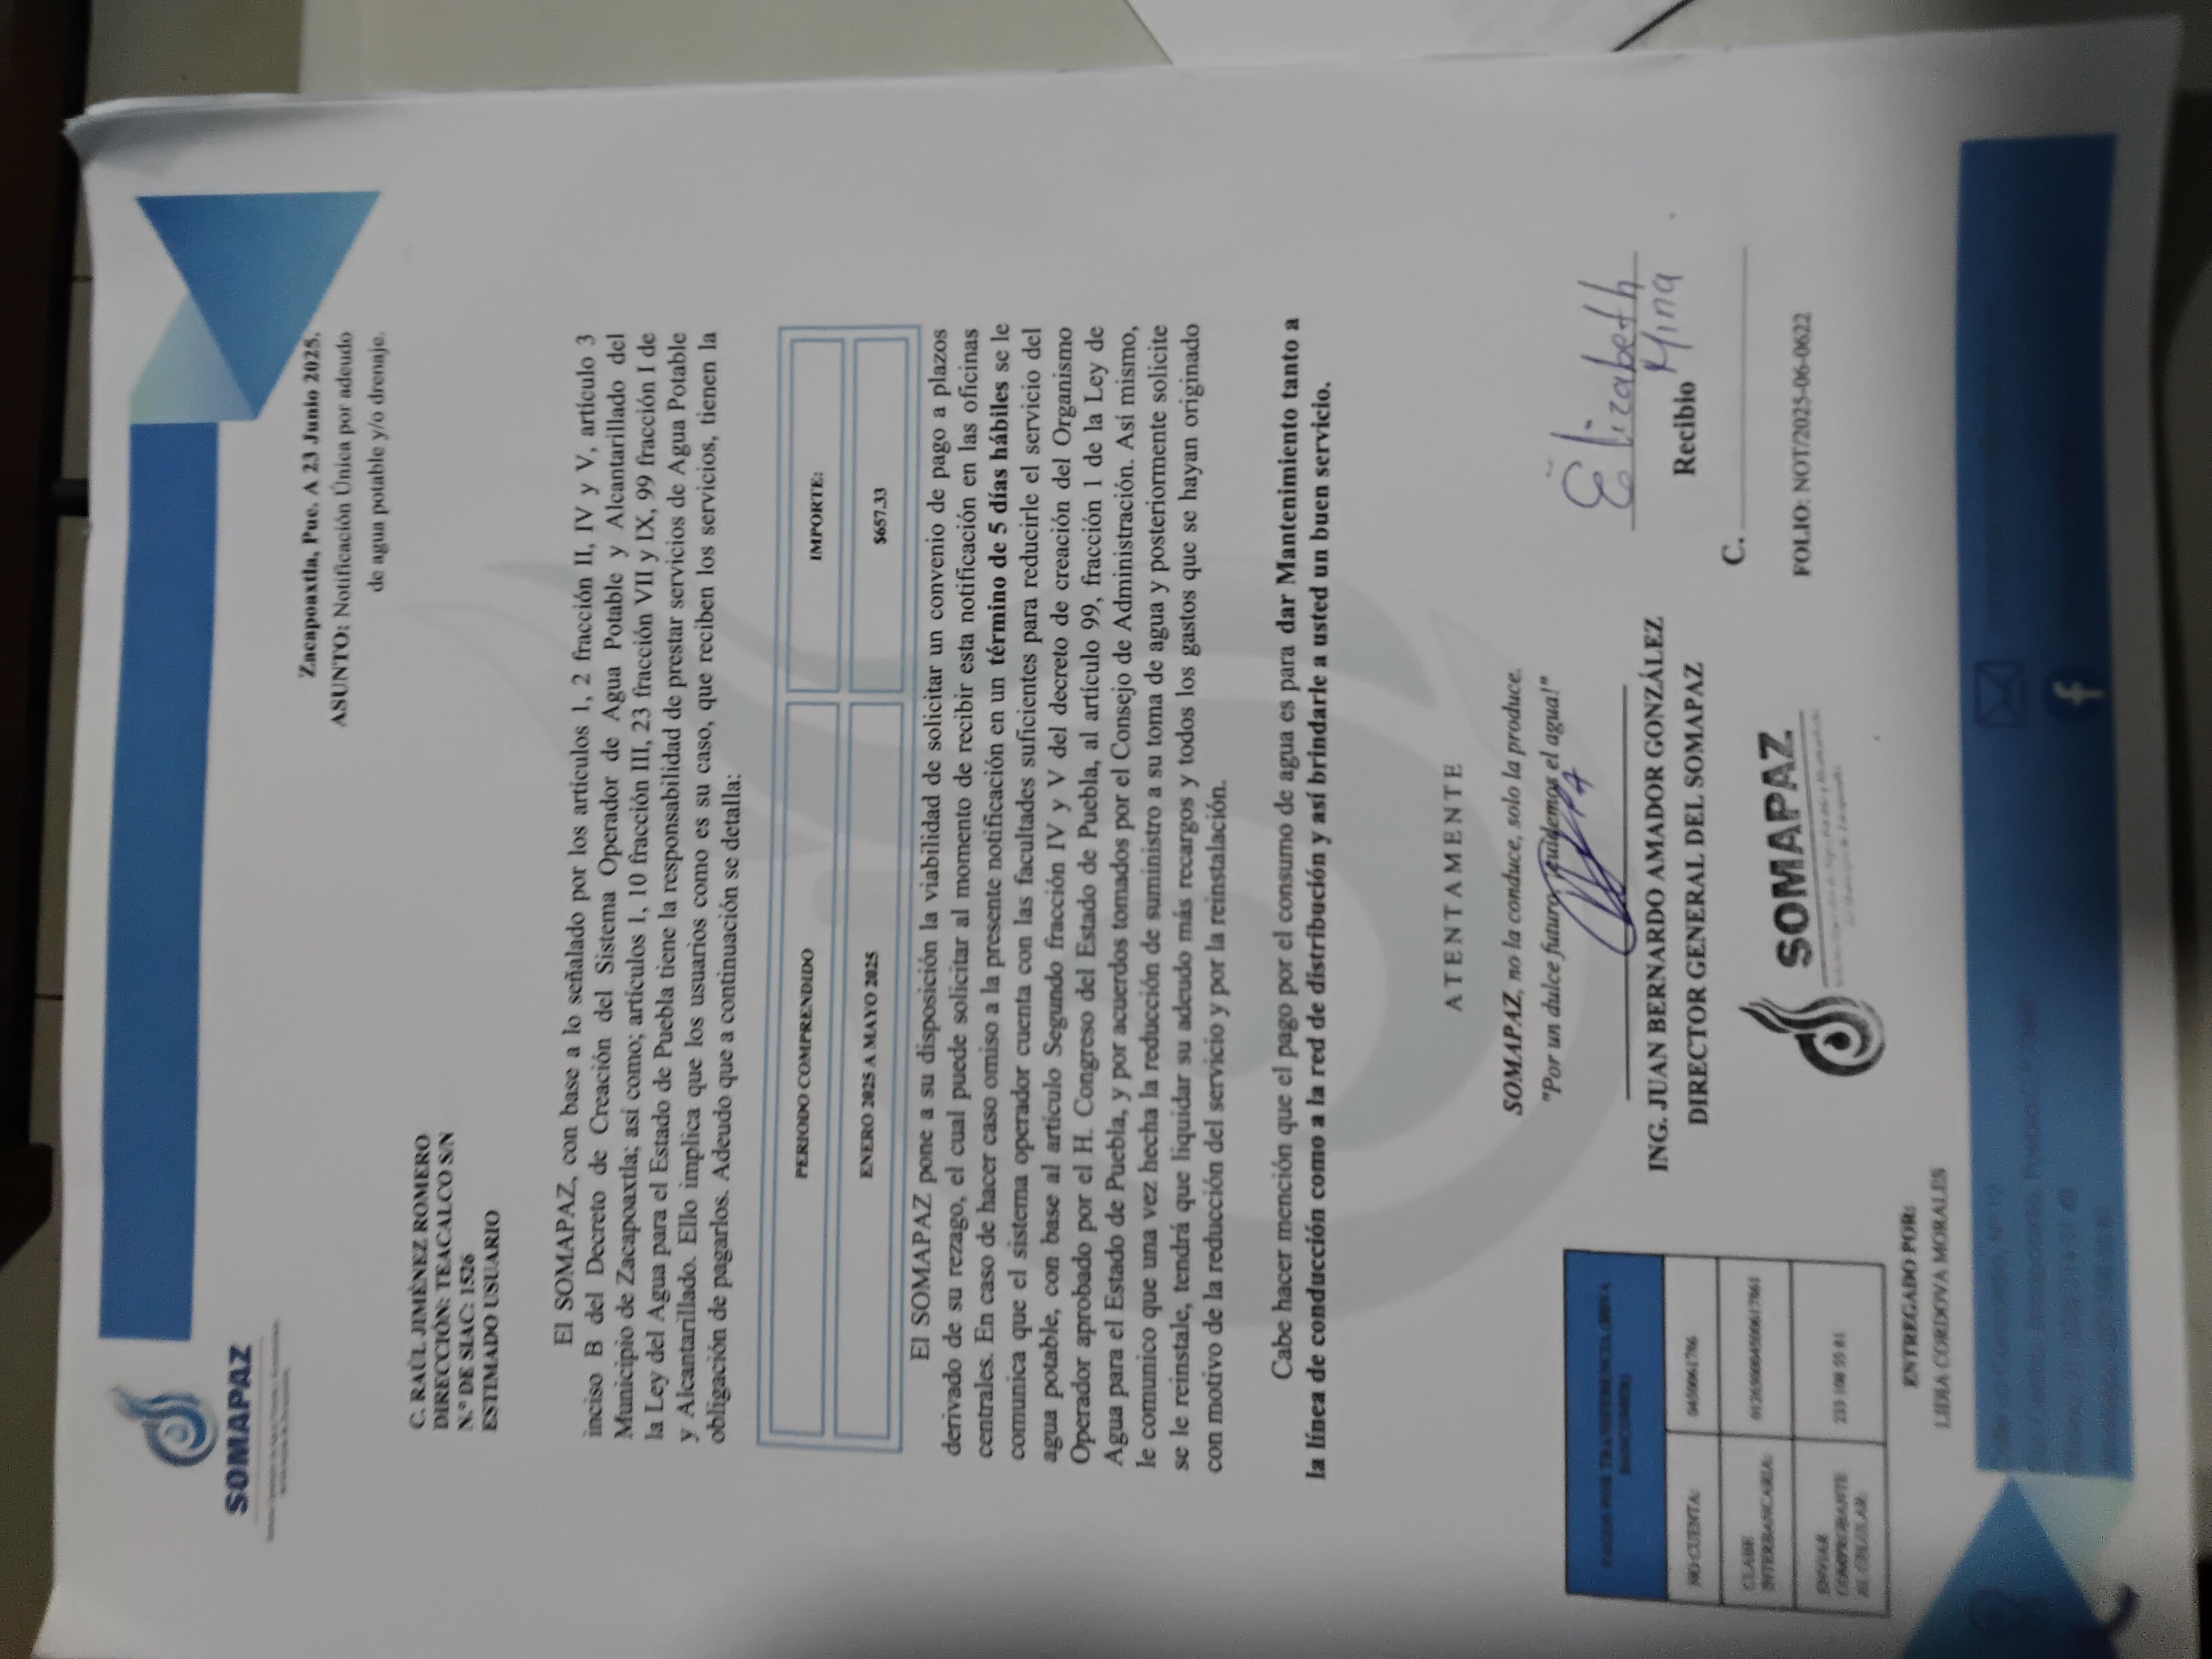 SOMAPAZ
Zacapoaxtla, Pue. A 23 Junio 2025.
ASUNTO: Notificación Única por adeudo
de agua potable y/o drenaje.
C. RAÚL JIMÉNEZ ROMERO
DIRECCIÓN: TEACALCO S/N
N.° DE SIAC: 1526
ESTIMADO USUARIO
El SOMAPAZ, con base a lo señalado por los artículos 1, 2 fracción II, IV y V, artículo 3
inciso B del Decreto de Creación del Sistema Operador de Agua Potable y Alcantarillado del
Municipio de Zacapoaxtla; así como; artículos 1, 10 fracción III, 23 fracción VII y IX, 99 fracción I de
la Ley del Agua para el Estado de Puebla tiene la responsabilidad de prestar servicios de Agua Potable
y Alcantarillado. Ello implica que los usuarios como es su caso, que reciben los servicios, tienen la
obligación de pagarlos. Adeudo que a continuación se detalla:
PERIODO COMPRENDIDO IMPORTE:
ENERO 2025 A MAYO 2025 $657.33
El SOMAPAZ pone a su disposición la viabilidad de solicitar un convenio de pago a plazos
derivado de su rezago, el cual puede solicitar al momento de recibir esta notificación en las oficinas
centrales. En caso de hacer caso omiso a la presente notificación en un término de 5 días hábiles se le
comunica que el sistema operador cuenta con las facultades suficientes para reducirle el servicio del
agua potable, con base al artículo Segundo fracción IV y V del decreto de creación del Organismo
Operador aprobado por el H. Congreso del Estado de Puebla, al artículo 99, fracción 1 de la Ley de
Agua para el Estado de Puebla, y por acuerdos tomados por el Consejo de Administración. Así mismo,
le comunico que una vez hecha la reducción de suministro a su toma de agua y posteriormente solicite
se le reinstale, tendrá que liquidar su adeudo más recargos y todos los gastos que se hayan originado
con motivo de la reducción del servicio y por la reinstalación.
Cabe hacer mención que el pago por el consumo de agua es para dar Mantenimiento tanto a
la línea de conducción como a la red de distribución y así brindarle a usted un buen servicio.
ATENTAMENTE
SOMAPAZ, no la conduce, solo la produce.
"Por un dulce futuro, cuidemos el agua!"
ING. JUAN BERNARDO AMADOR GONZÁLEZ
DIRECTOR GENERAL DEL SOMAPAZ
SOMAPAZ
Elizabeth
Mina
Recibio
C.
FOLIO: NOT/2025-06-0622
NO CUENTA:
CLABE
INTERBANCARIA:
ENVIAR
COMPROBANTE
AL CELULAR:
ENTREGADO POR:
LIDIA CORDOVA MORALES